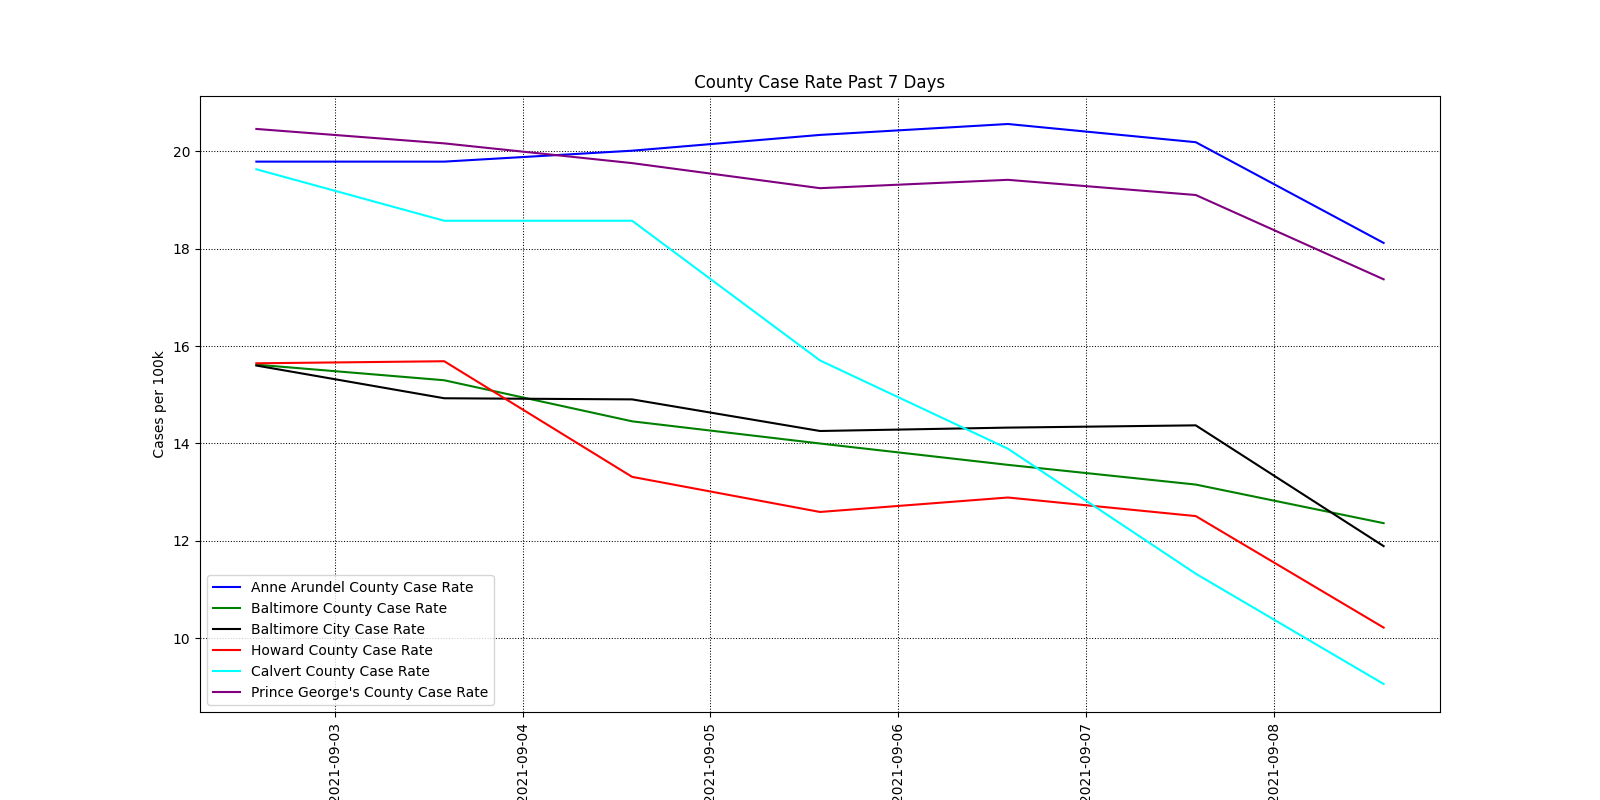 County Case Rate Past 7 Days
Cases per 100k
20
18
16
14
12
10
Anne Arundel County Case Rate
Baltimore County Case Rate
Baltimore City Case Rate
Howard County Case Rate
Calvert County Case Rate
Prince George's County Case Rate
2021-09-03
2021-09-04
2021-09-05
2021-09-06
2021-09-07
2021-09-08